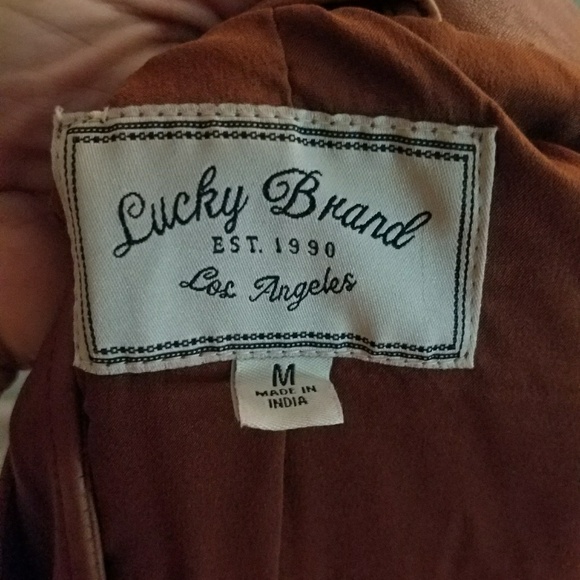 Lucky Brand
EST. 1990
Los Angeles
M
MADE IN
INDIA